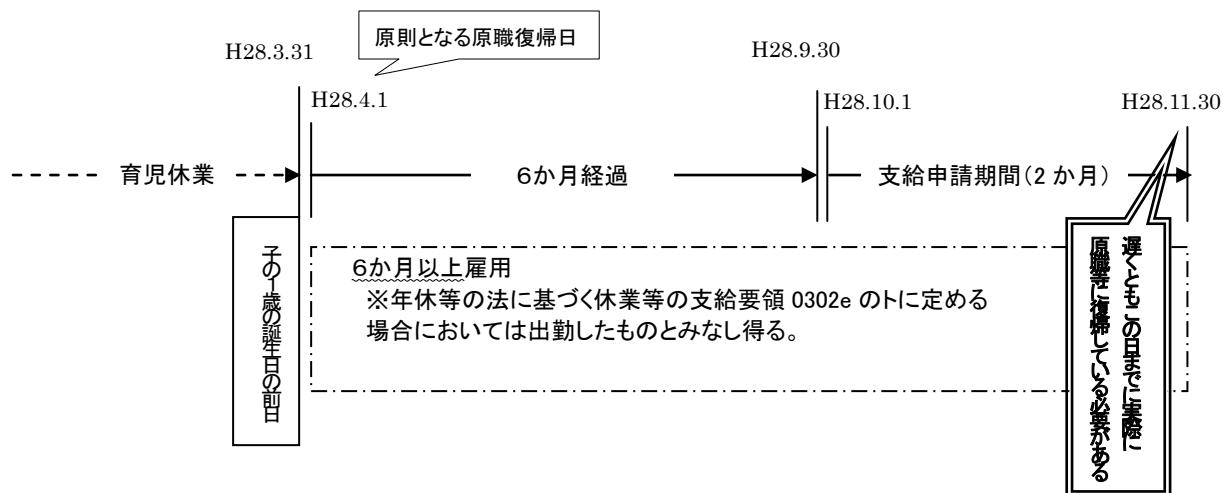 原則となる原職復帰日
H28.3.31
H28.9.30
H28.4.1
H28.10.1
H28.11.30
育児休業
６か月経過
支給申請期間（２か月）
子の１歳の誕生日の前日
６か月以上雇用
※年休等の法に基づく休業等の支給要領 0302e のトに定める
場合においては出勤したものとみなし得る。
遅くともこの日までに実際に
原職等に復帰している必要がある